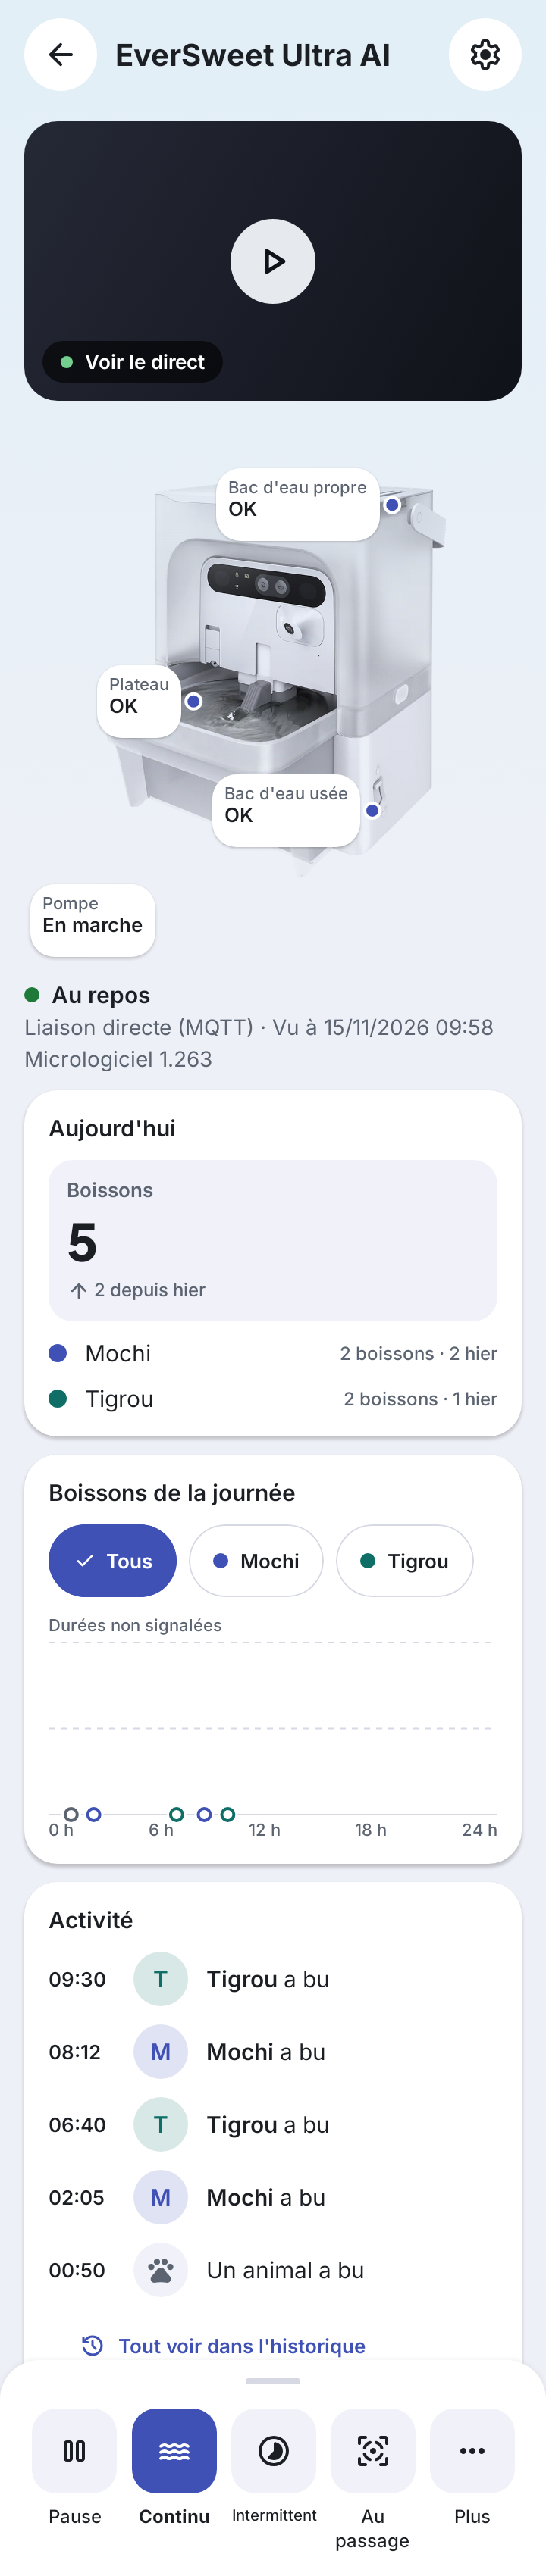 EverSweet Ultra AI
Voir le direct
Bac d'eau propre
OK
Plateau
OK
Bac d'eau usée
OK
Pompe
En marche
Au repos
Liaison directe (MQTT) · Vu à 15/11/2026 09:58
Micrologiciel 1.263
Aujourd'hui
Boissons
5
↑ 2 depuis hier
Mochi 2 boissons · 2 hier
Tigrou 2 boissons · 1 hier
Boissons de la journée
Tous Mochi Tigrou
Durées non signalées
0 h 6 h 12 h 18 h 24 h
Activité
09:30 T Tigrou a bu
08:12 M Mochi a bu
06:40 T Tigrou a bu
02:05 M Mochi a bu
00:50 Un animal a bu
Tout voir dans l'historique
Pause Continu Intermittent Au passage Plus